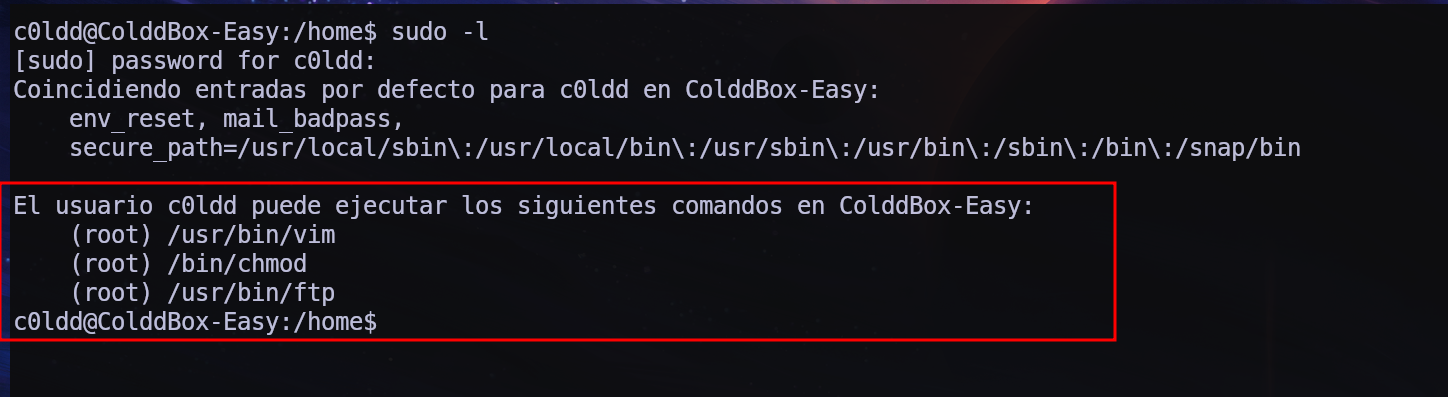 c0ldd@ColddBox-Easy:/home$ sudo -l
[sudo] password for c0ldd:
Coincidiendo entradas por defecto para c0ldd en ColddBox-Easy:
    env_reset, mail_badpass,
    secure_path=/usr/local/sbin\:/usr/local/bin\:/usr/sbin\:/usr/bin\:/sbin\:/bin\:/snap/bin

El usuario c0ldd puede ejecutar los siguientes comandos en ColddBox-Easy:
    (root) /usr/bin/vim
    (root) /bin/chmod
    (root) /usr/bin/ftp
c0ldd@ColddBox-Easy:/home$